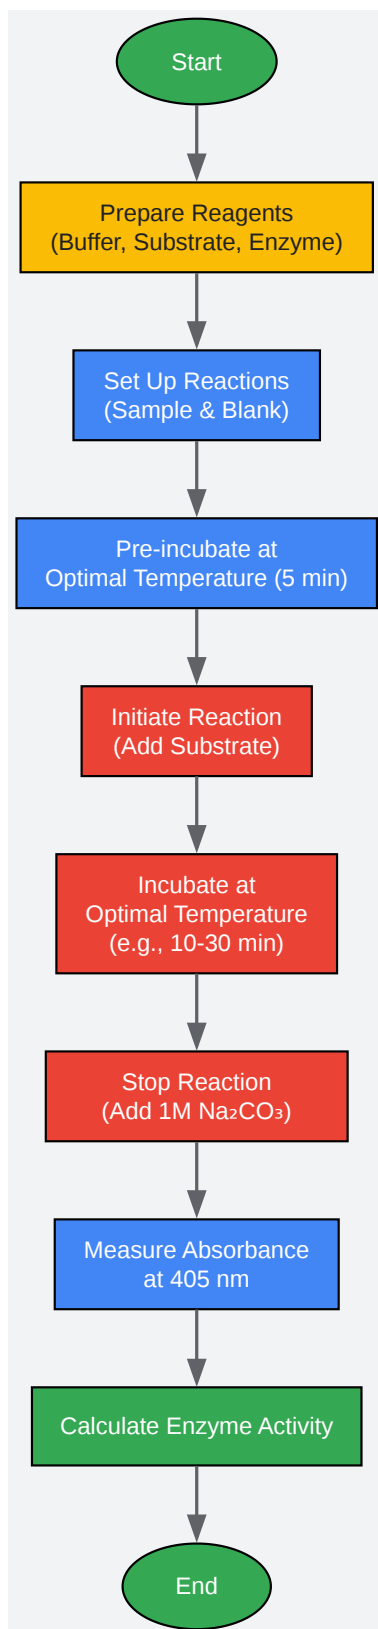 Start
Prepare Reagents
(Buffer, Substrate, Enzyme)
Set Up Reactions
(Sample & Blank)
Pre-incubate at
Optimal Temperature (5 min)
Initiate Reaction
(Add Substrate)
Incubate at
Optimal Temperature
(e.g., 10-30 min)
Stop Reaction
(Add 1M Na₂CO₃)
Measure Absorbance
at 405 nm
Calculate Enzyme Activity
End